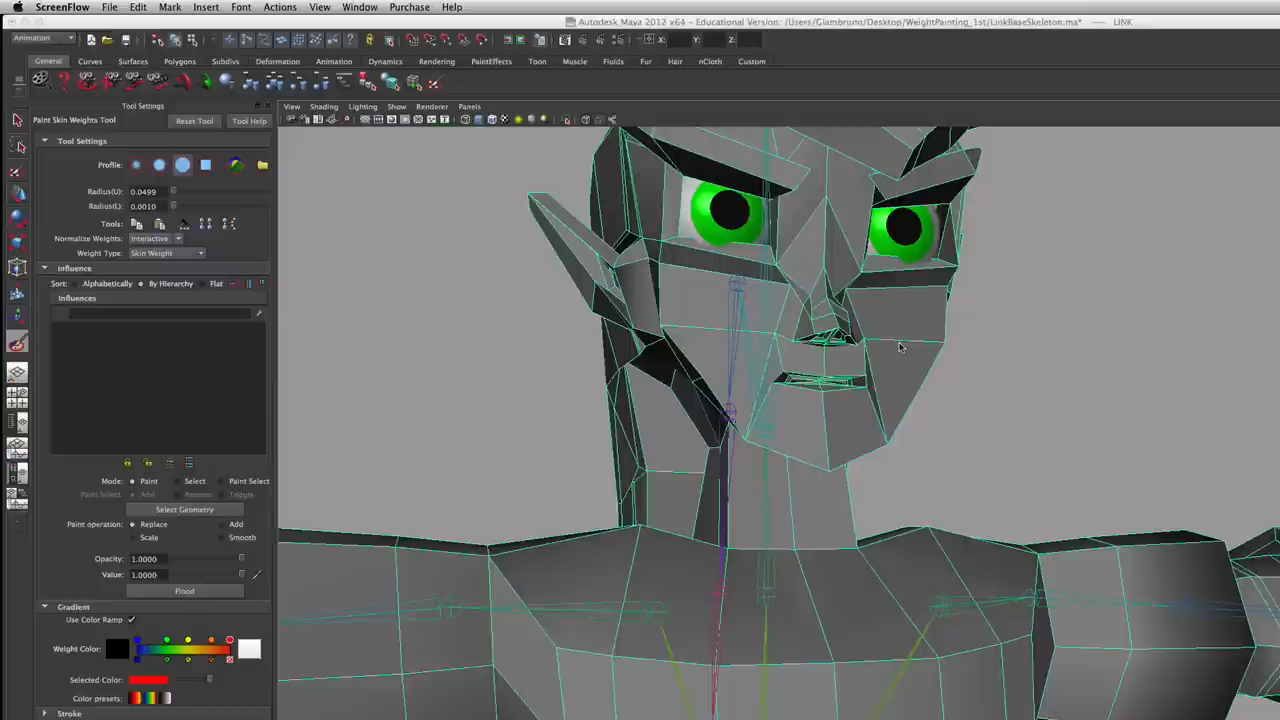 ScreenFlow File Edit Mark Insert Font Actions View Window Purchase Help
Autodesk Maya 2012 x64 - Educational Version: /Users/Giambruno/Desktop/WeightPainting_1st/LinkBaseSkeleton.ma* --- LINK
Animation X: Y: Z:
General Curves Surfaces Polygons Subdivs Deformation Animation Dynamics Rendering PaintEffects Toon Muscle Fluids Fur Hair nCloth Custom
Tool Settings
View Shading Lighting Show Renderer Panels
Paint Skin Weights Tool Reset Tool Tool Help
Tool Settings
Profile:
Radius(U): 0.0499
Radius(L): 0.0010
Tools:
Normalize Weights: Interactive
Weight Type: Skin Weight
Influence
Sort: Alphabetically By Hierarchy Flat
Influences
Mode: Paint Select Paint Select
Paint Select: Add Remove Toggle
Select Geometry
Paint operation: Replace Add
Scale Smooth
Opacity: 1.0000
Value: 1.0000
Flood
Gradient
Use Color Ramp
Weight Color:
Selected Color:
Color presets:
Stroke